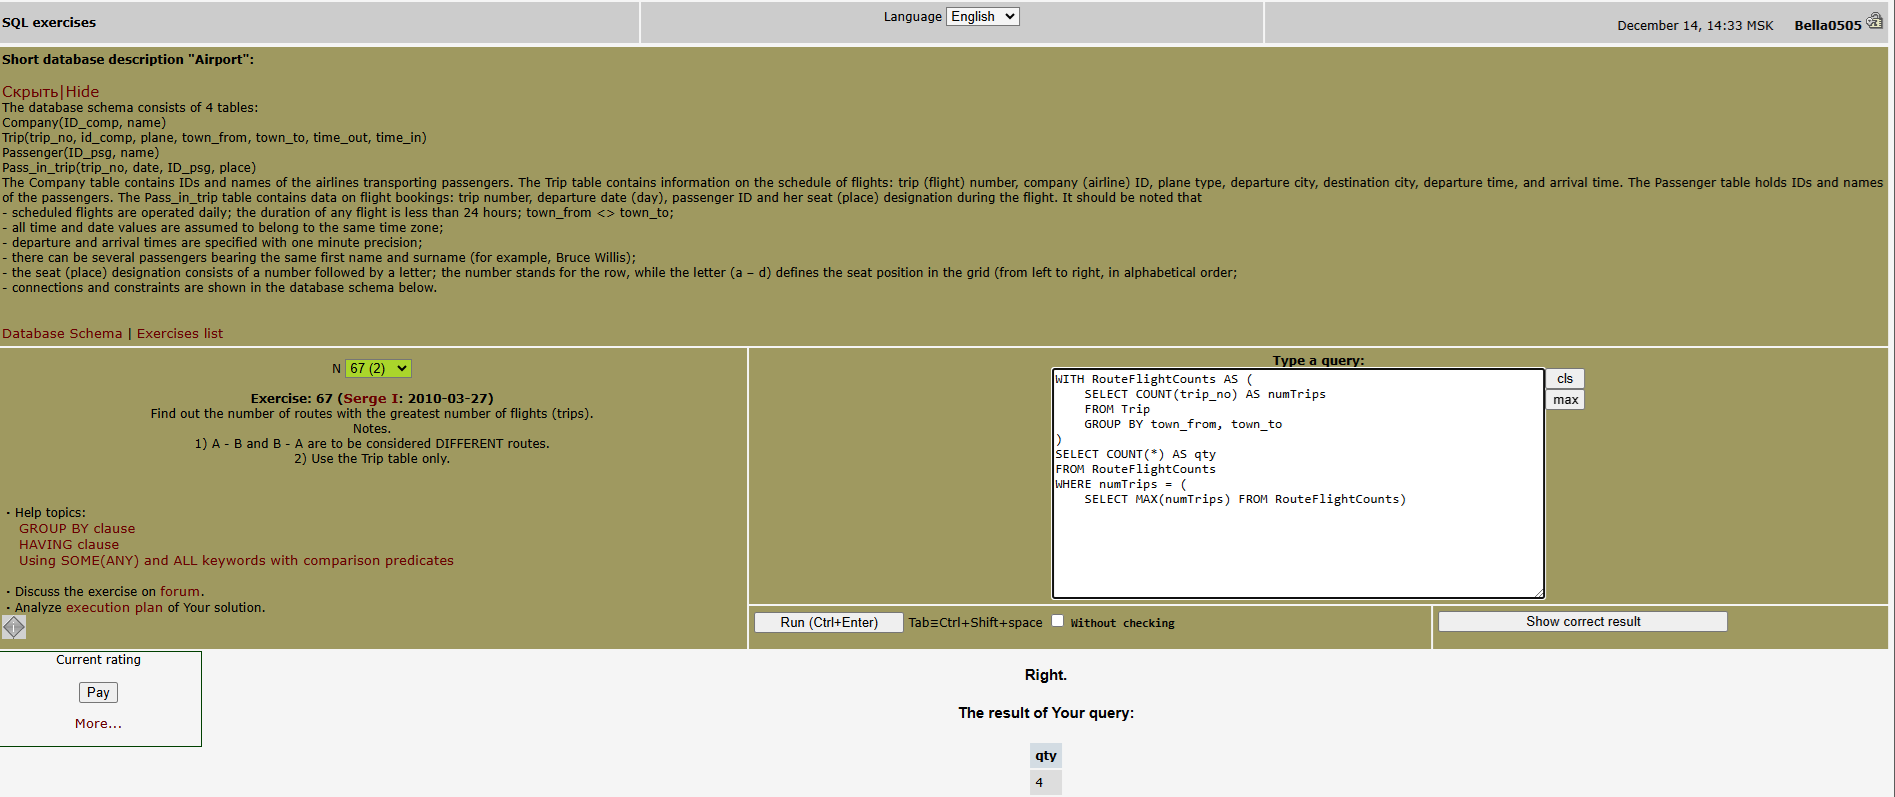 SQL exercises
Language English
December 14, 14:33 MSK Bella0505
Short database description "Airport":
Скрыть|Hide
The database schema consists of 4 tables:
Company(ID_comp, name)
Trip(trip_no, id_comp, plane, town_from, town_to, time_out, time_in)
Passenger(ID_psg, name)
Pass_in_trip(trip_no, date, ID_psg, place)
The Company table contains IDs and names of the airlines transporting passengers. The Trip table contains information on the schedule of flights: trip (flight) number, company (airline) ID, plane type, departure city, destination city, departure time, and arrival time. The Passenger table holds IDs and names
of the passengers. The Pass_in_trip table contains data on flight bookings: trip number, departure date (day), passenger ID and her seat (place) designation during the flight. It should be noted that
- scheduled flights are operated daily; the duration of any flight is less than 24 hours; town_from <> town_to;
- all time and date values are assumed to belong to the same time zone;
- departure and arrival times are specified with one minute precision;
- there can be several passengers bearing the same first name and surname (for example, Bruce Willis);
- the seat (place) designation consists of a number followed by a letter; the number stands for the row, while the letter (a – d) defines the seat position in the grid (from left to right, in alphabetical order;
- connections and constraints are shown in the database schema below.
Database Schema | Exercises list
N 67 (2)
Exercise: 67 (Serge I: 2010-03-27)
Find out the number of routes with the greatest number of flights (trips).
Notes.
1) A - B and B - A are to be considered DIFFERENT routes.
2) Use the Trip table only.
· Help topics:
GROUP BY clause
HAVING clause
Using SOME(ANY) and ALL keywords with comparison predicates
· Discuss the exercise on forum.
· Analyze execution plan of Your solution.
Type a query:
WITH RouteFlightCounts AS (
    SELECT COUNT(trip_no) AS numTrips
    FROM Trip
    GROUP BY town_from, town_to
)
SELECT COUNT(*) AS qty
FROM RouteFlightCounts
WHERE numTrips = (
    SELECT MAX(numTrips) FROM RouteFlightCounts)
cls
max
Run (Ctrl+Enter) Tab≡Ctrl+Shift+space Without checking
Show correct result
Current rating
Pay
More...
Right.
The result of Your query:
qty
4